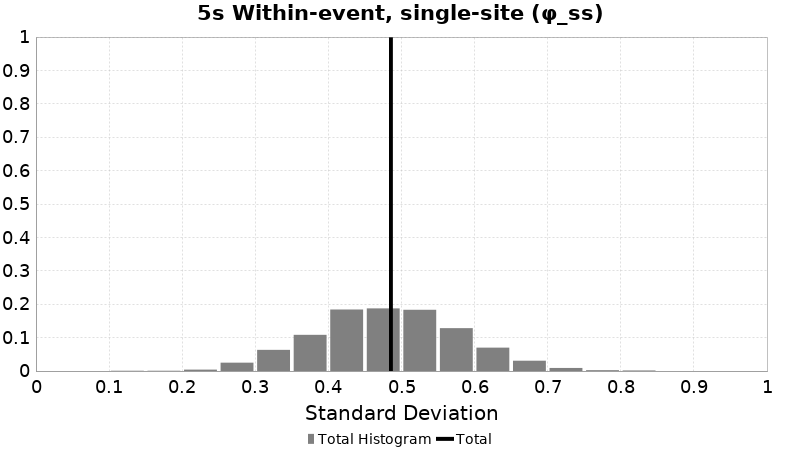 5s Within-event, single-site (φ_ss)
1
0.9
0.8
0.7
0.6
0.5
0.4
0.3
0.2
0.1
0
0 0.1 0.2 0.3 0.4 0.5 0.6 0.7 0.8 0.9 1
Standard Deviation
Total Histogram Total